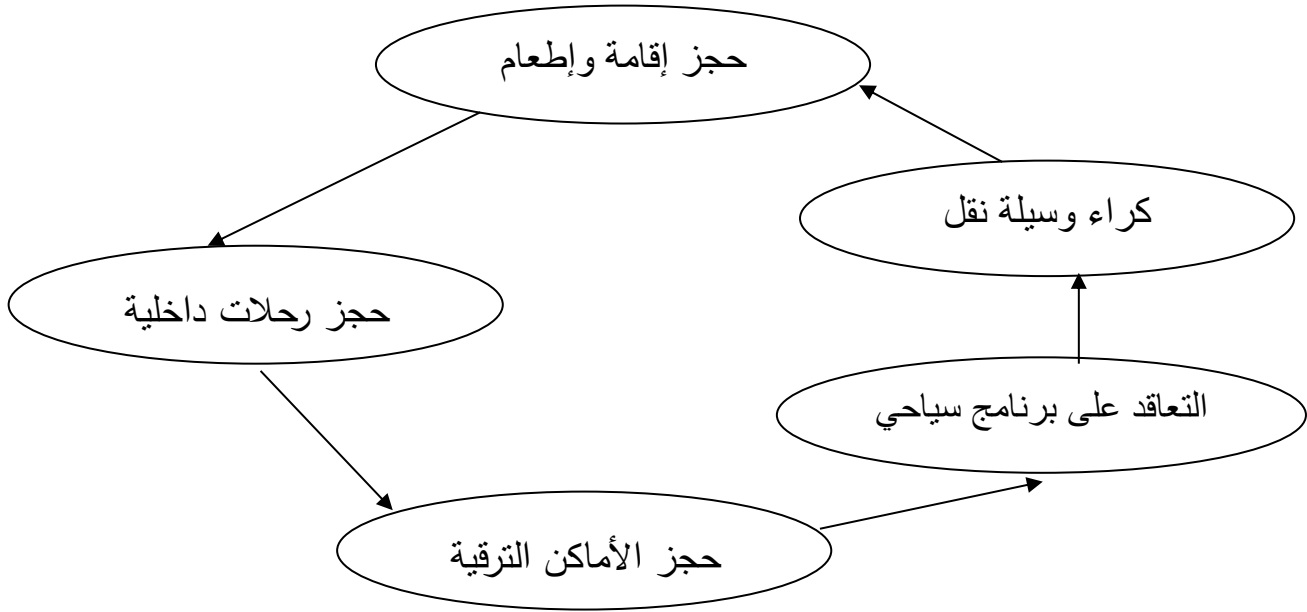 حجز إقامة وإطعام
كراء وسيلة نقل
حجز رحلات داخلية
التعاقد على برنامج سياحي
حجز الأماكن الترقية